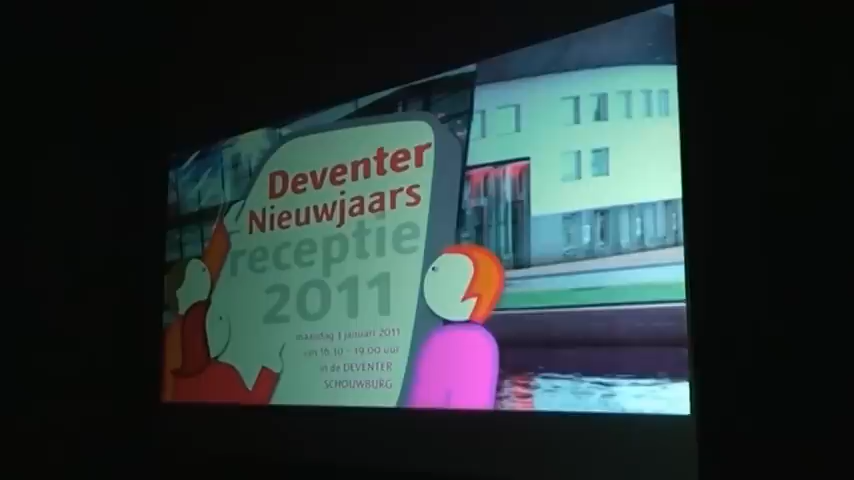 Deventer
Nieuwjaars
receptie
2011
maandag 3 januari 2011
van 16.30 - 19.00 uur
in de DEVENTER
SCHOUWBURG